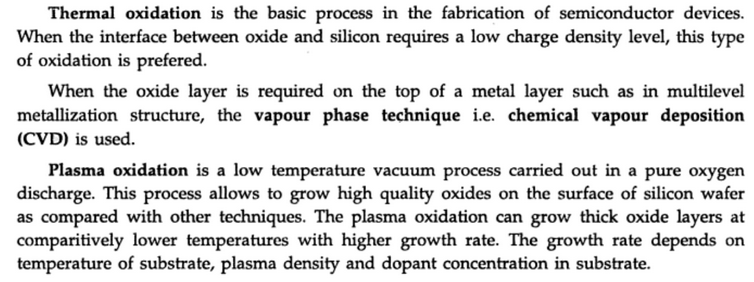 Thermal oxidation is the basic process in the fabrication of semiconductor devices.
When the interface between oxide and silicon requires a low charge density level, this type
of oxidation is prefered.
When the oxide layer is required on the top of a metal layer such as in multilevel
metallization structure, the vapour phase technique i.e. chemical vapour deposition
(CVD) is used.
Plasma oxidation is a low temperature vacuum process carried out in a pure oxygen
discharge. This process allows to grow high quality oxides on the surface of silicon wafer
as compared with other techniques. The plasma oxidation can grow thick oxide layers at
comparitively lower temperatures with higher growth rate. The growth rate depends on
temperature of substrate, plasma density and dopant concentration in substrate.